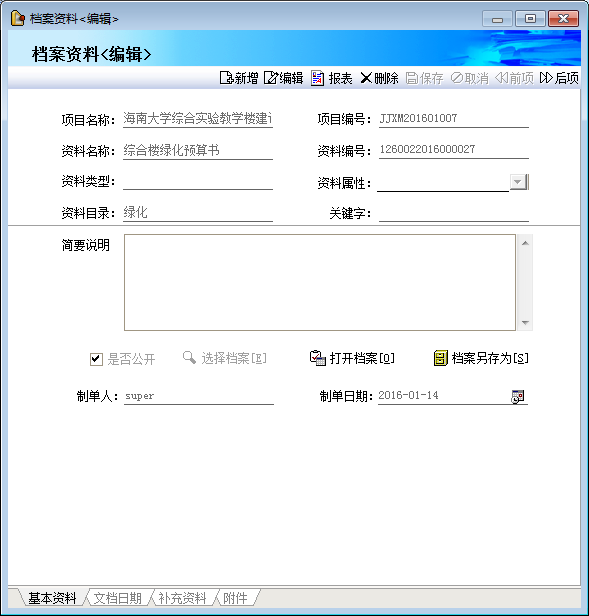 档案资料<编辑>
档案资料<编辑>
新增 编辑 报表 删除 保存 取消 前项 后项
项目名称: 海南大学综合实验教学楼建 项目编号: JJXM201601007
资料名称: 综合楼绿化预算书 资料编号: 1260022016000027
资料类型: 资料属性:
资料目录: 绿化 关键字:
简要说明
是否公开 选择档案[E] 打开档案[O] 档案另存为[S]
制单人: super 制单日期: 2016-01-14
基本资料 文档日期 补充资料 附件